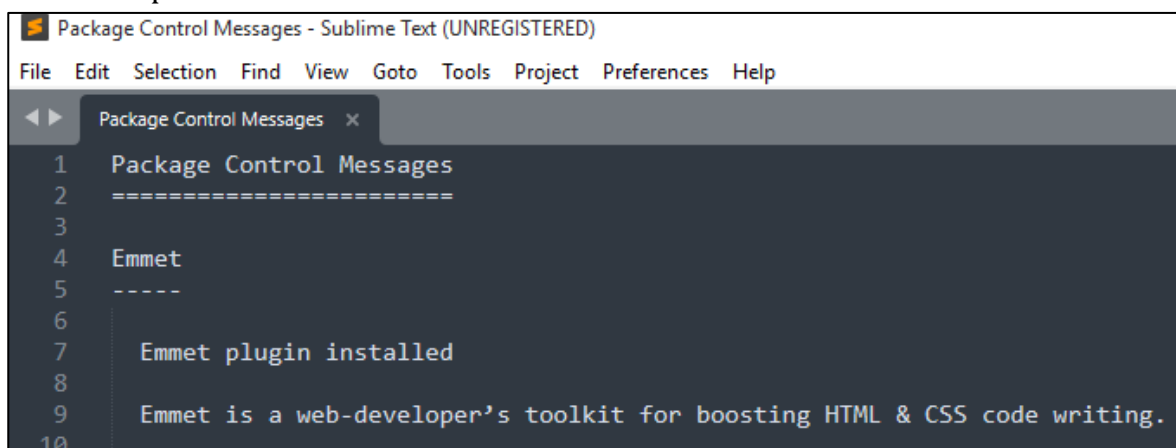 Package Control Messages - Sublime Text (UNREGISTERED)
File Edit Selection Find View Goto Tools Project Preferences Help
Package Control Messages ×
1 Package Control Messages
2 ========================
3
4 Emmet
5 -----
6
7 Emmet plugin installed
8
9 Emmet is a web-developer’s toolkit for boosting HTML & CSS code writing.
10